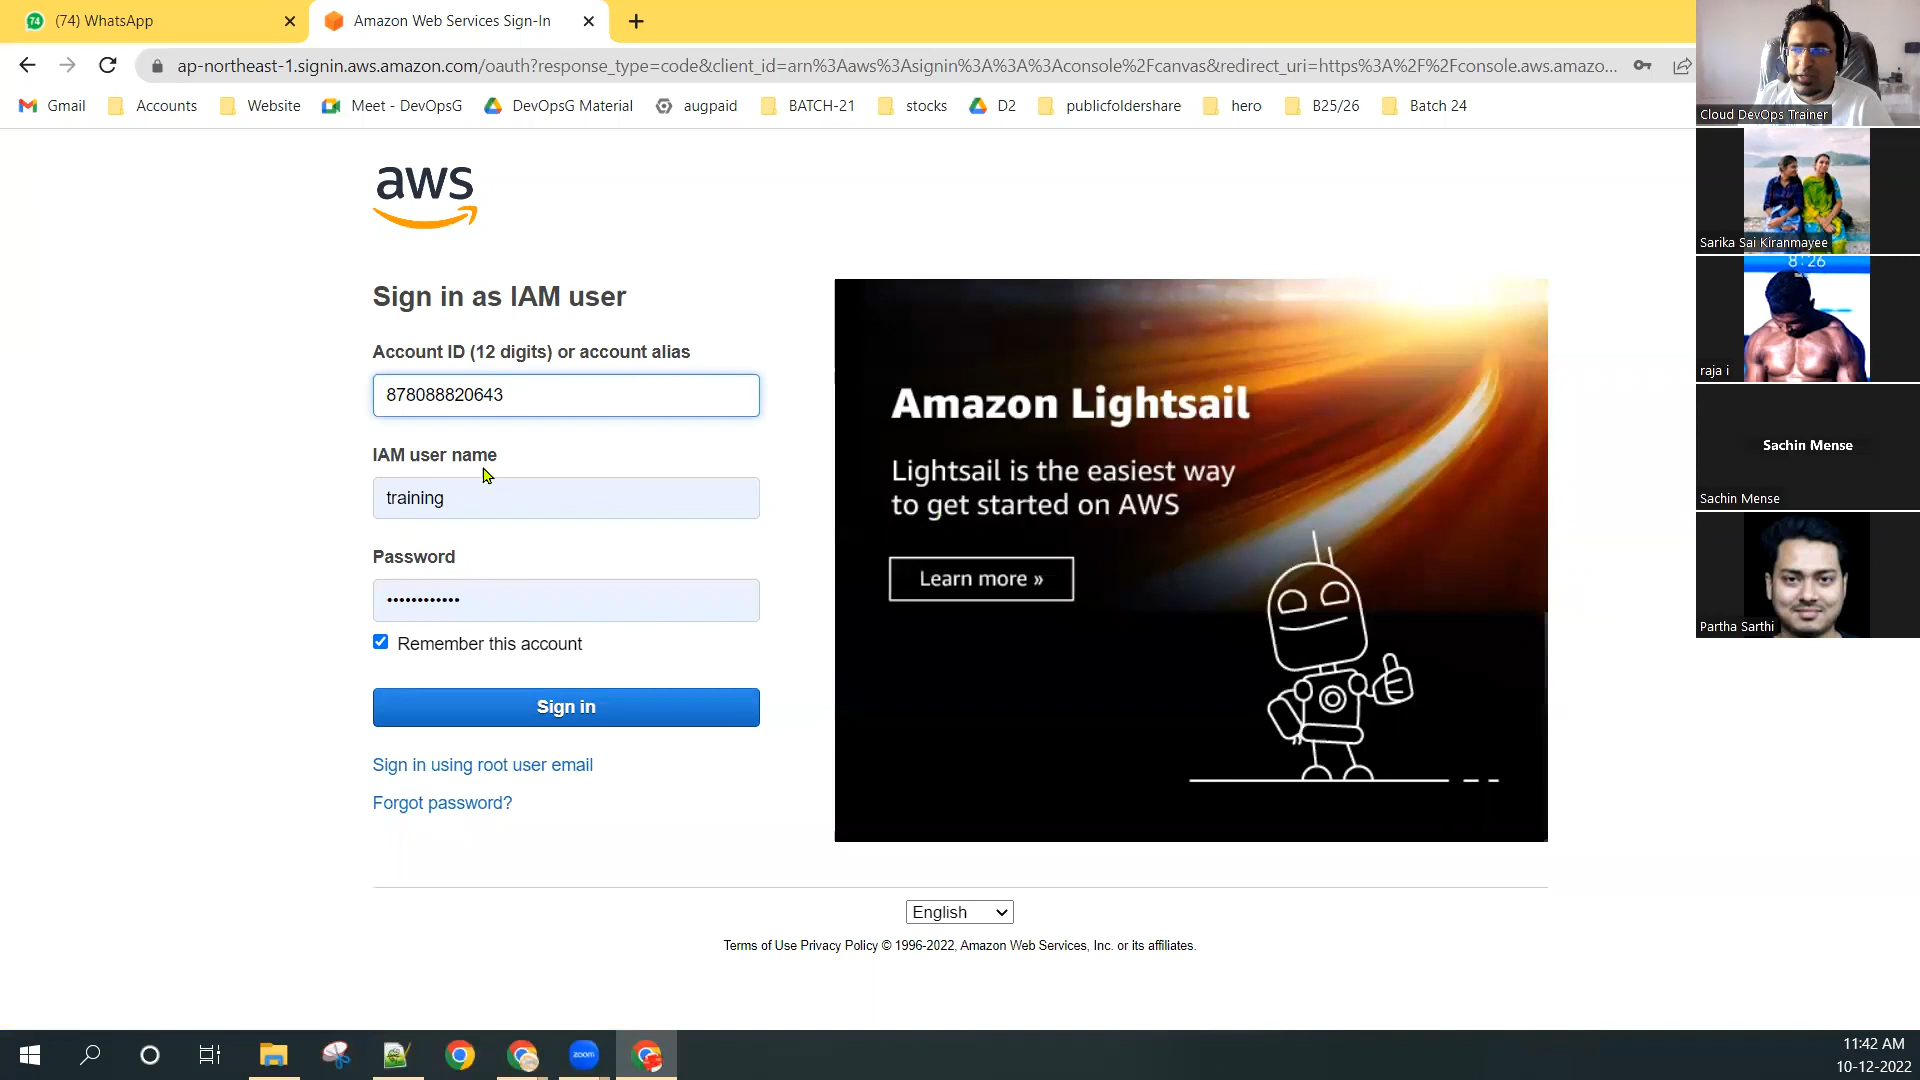 74
(74) WhatsApp
Amazon Web Services Sign-In
ap-northeast-1.signin.aws.amazon.com/oauth?response_type=code&client_id=arn%3Aaws%3Asignin%3A%3A%3Aconsole%2Fcanvas&redirect_uri=https%3A%2F%2Fconsole.aws.amazo...
Gmail
Accounts
Website
Meet - DevOpsG
DevOpsG Material
augpaid
BATCH-21
stocks
D2
publicfoldershare
hero
B25/26
Batch 24
aws
Sign in as IAM user
Account ID (12 digits) or account alias
878088820643
IAM user name
training
Password
••••••••••••
Remember this account
Sign in
Sign in using root user email
Forgot password?
Amazon Lightsail
Lightsail is the easiest way
to get started on AWS
Learn more »
English
Terms of Use Privacy Policy © 1996-2022, Amazon Web Services, Inc. or its affiliates.
Cloud DevOps Trainer
Sarika Sai Kiranmayee
8:26
raja i
Sachin Mense
Sachin Mense
Partha Sarthi
zoom
11:42 AM
10-12-2022